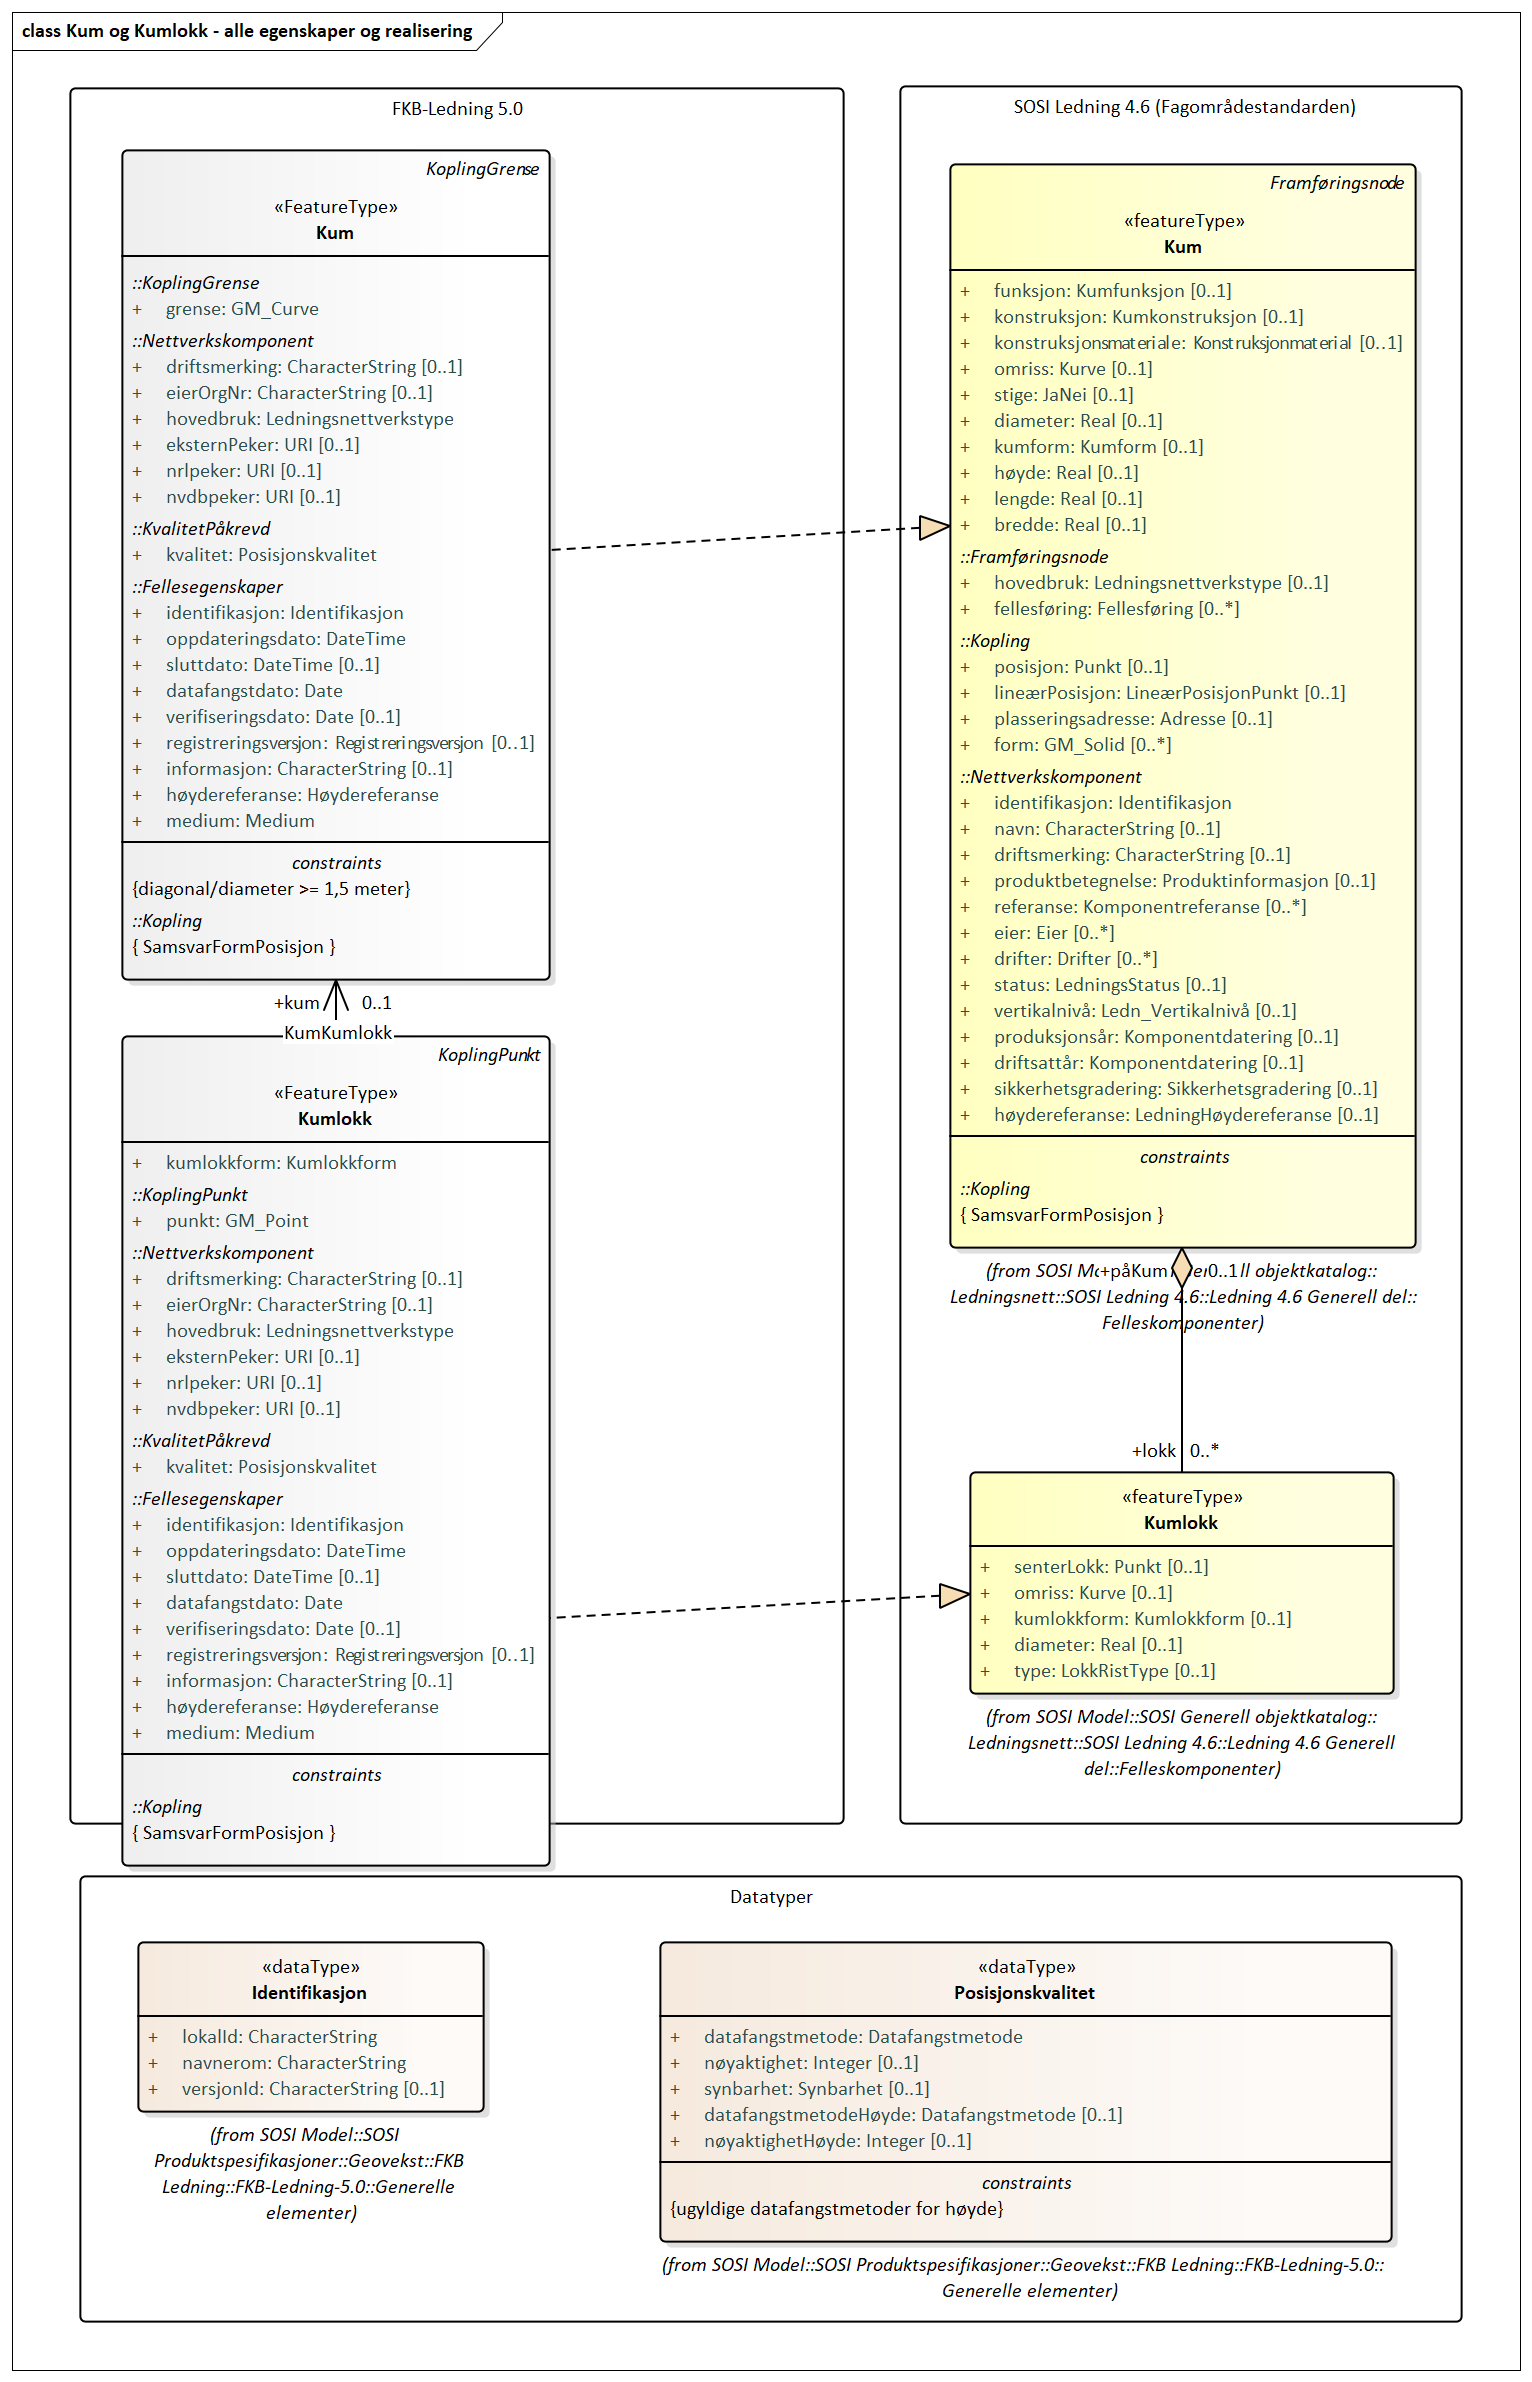 class Kum og Kumlokk - alle egenskaper og realisering
FKB-Ledning 5.0
KoplingGrense
«FeatureType»
Kum
::KoplingGrense
+ grense: GM_Curve
::Nettverkskomponent
+ driftsmerking: CharacterString [0..1]
+ eierOrgNr: CharacterString [0..1]
+ hovedbruk: Ledningsnettverkstype
+ eksternPeker: URI [0..1]
+ nrlpeker: URI [0..1]
+ nvdbpeker: URI [0..1]
::KvalitetPåkrevd
+ kvalitet: Posisjonskvalitet
::Fellesegenskaper
+ identifikasjon: Identifikasjon
+ oppdateringsdato: DateTime
+ sluttdato: DateTime [0..1]
+ datafangstdato: Date
+ verifiseringsdato: Date [0..1]
+ registreringsversjon: Registreringsversjon [0..1]
+ informasjon: CharacterString [0..1]
+ høydereferanse: Høydereferanse
+ medium: Medium
constraints
{diagonal/diameter >= 1,5 meter}
::Kopling
{ SamsvarFormPosisjon }
+kum 0..1
KumKumlokk
KoplingPunkt
«FeatureType»
Kumlokk
+ kumlokkform: Kumlokkform
::KoplingPunkt
+ punkt: GM_Point
::Nettverkskomponent
+ driftsmerking: CharacterString [0..1]
+ eierOrgNr: CharacterString [0..1]
+ hovedbruk: Ledningsnettverkstype
+ eksternPeker: URI [0..1]
+ nrlpeker: URI [0..1]
+ nvdbpeker: URI [0..1]
::KvalitetPåkrevd
+ kvalitet: Posisjonskvalitet
::Fellesegenskaper
+ identifikasjon: Identifikasjon
+ oppdateringsdato: DateTime
+ sluttdato: DateTime [0..1]
+ datafangstdato: Date
+ verifiseringsdato: Date [0..1]
+ registreringsversjon: Registreringsversjon [0..1]
+ informasjon: CharacterString [0..1]
+ høydereferanse: Høydereferanse
+ medium: Medium
constraints
::Kopling
{ SamsvarFormPosisjon }
SOSI Ledning 4.6 (Fagområdestandarden)
Framføringsnode
«featureType»
Kum
+ funksjon: Kumfunksjon [0..1]
+ konstruksjon: Kumkonstruksjon [0..1]
+ konstruksjonsmateriale: Konstruksjonmaterial [0..1]
+ omriss: Kurve [0..1]
+ stige: JaNei [0..1]
+ diameter: Real [0..1]
+ kumform: Kumform [0..1]
+ høyde: Real [0..1]
+ lengde: Real [0..1]
+ bredde: Real [0..1]
::Framføringsnode
+ hovedbruk: Ledningsnettverkstype [0..1]
+ fellesføring: Fellesføring [0..*]
::Kopling
+ posisjon: Punkt [0..1]
+ lineærPosisjon: LineærPosisjonPunkt [0..1]
+ plasseringsadresse: Adresse [0..1]
+ form: GM_Solid [0..*]
::Nettverkskomponent
+ identifikasjon: Identifikasjon
+ navn: CharacterString [0..1]
+ driftsmerking: CharacterString [0..1]
+ produktbetegnelse: Produktinformasjon [0..1]
+ referanse: Komponentreferanse [0..*]
+ eier: Eier [0..*]
+ drifter: Drifter [0..*]
+ status: LedningsStatus [0..1]
+ vertikalnivå: Ledn_Vertikalnivå [0..1]
+ produksjonsår: Komponentdatering [0..1]
+ driftsattår: Komponentdatering [0..1]
+ sikkerhetsgradering: Sikkerhetsgradering [0..1]
+ høydereferanse: LedningHøydereferanse [0..1]
constraints
::Kopling
{ SamsvarFormPosisjon }
(from SOSI +påKum 0..1 objektkatalog::
Ledningsnett::SOSI Ledning 4.6::Ledning 4.6 Generell del::
Felleskomponenter)
+lokk 0..*
«featureType»
Kumlokk
+ senterLokk: Punkt [0..1]
+ omriss: Kurve [0..1]
+ kumlokkform: Kumlokkform [0..1]
+ diameter: Real [0..1]
+ type: LokkRistType [0..1]
(from SOSI Model::SOSI Generell objektkatalog::
Ledningsnett::SOSI Ledning 4.6::Ledning 4.6 Generell
del::Felleskomponenter)
Datatyper
«dataType»
Identifikasjon
+ lokalId: CharacterString
+ navnerom: CharacterString
+ versjonId: CharacterString [0..1]
(from SOSI Model::SOSI
Produktspesifikasjoner::Geovekst::FKB
Ledning::FKB-Ledning-5.0::Generelle
elementer)
«dataType»
Posisjonskvalitet
+ datafangstmetode: Datafangstmetode
+ nøyaktighet: Integer [0..1]
+ synbarhet: Synbarhet [0..1]
+ datafangstmetodeHøyde: Datafangstmetode [0..1]
+ nøyaktighetHøyde: Integer [0..1]
constraints
{ugyldige datafangstmetoder for høyde}
(from SOSI Model::SOSI Produktspesifikasjoner::Geovekst::FKB Ledning::FKB-Ledning-5.0::
Generelle elementer)